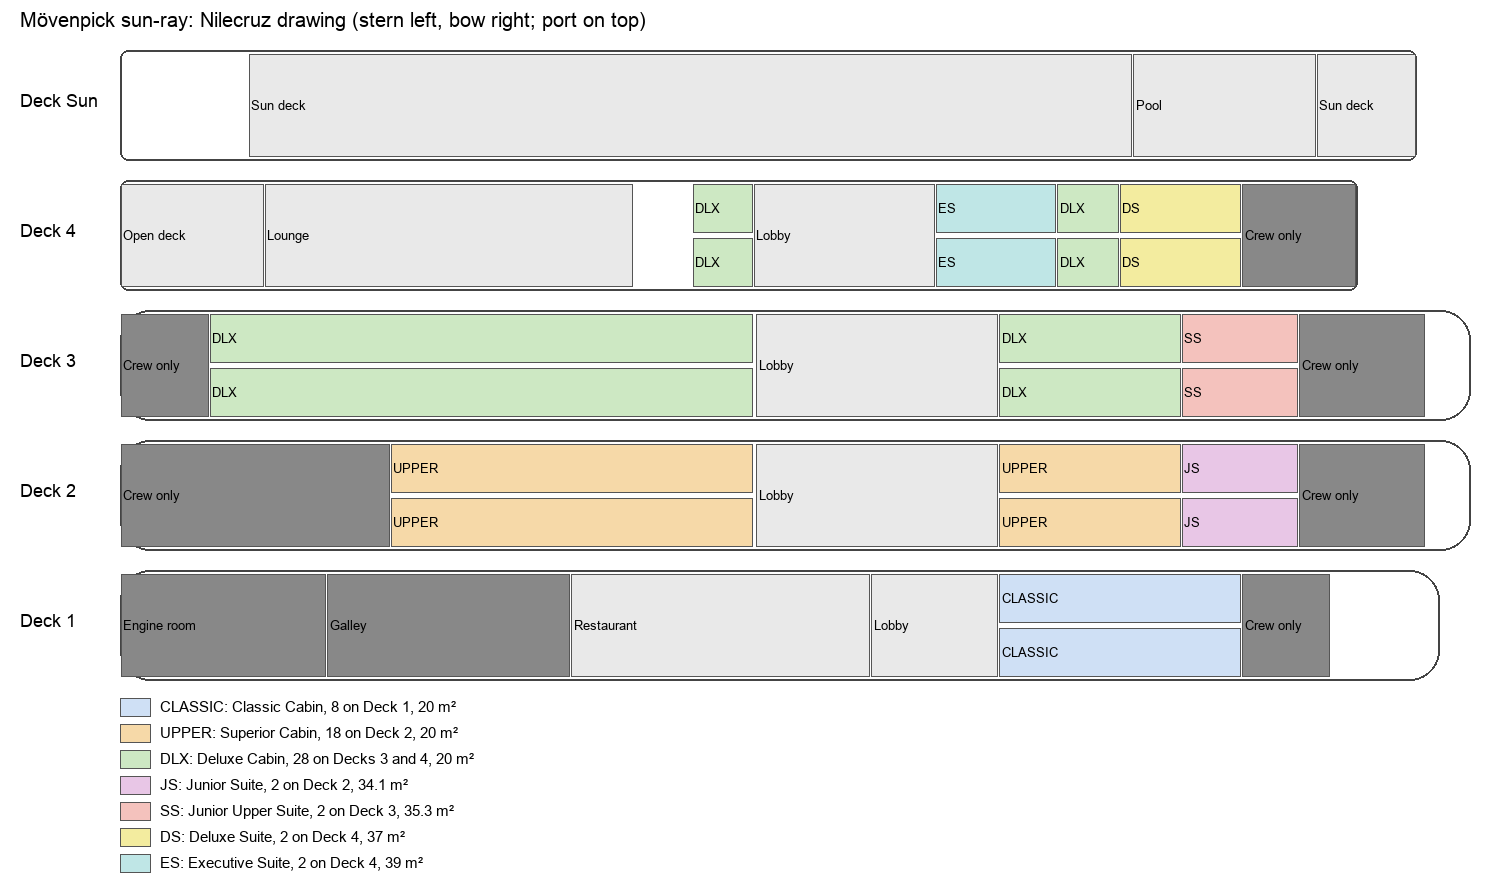 Mövenpick sun-ray: Nilecruz drawing (stern left, bow right; port on top)
Deck Sun
Sun deck
Pool
Sun deck
Deck 4
Open deck
Lounge
DLX
DLX
Lobby
ES
ES
DLX
DLX
DS
DS
Crew only
Deck 3
Crew only
DLX
DLX
Lobby
DLX
DLX
SS
SS
Crew only
Deck 2
Crew only
UPPER
UPPER
Lobby
UPPER
UPPER
JS
JS
Crew only
Deck 1
Engine room
Galley
Restaurant
Lobby
CLASSIC
CLASSIC
Crew only
CLASSIC: Classic Cabin, 8 on Deck 1, 20 m²
UPPER: Superior Cabin, 18 on Deck 2, 20 m²
DLX: Deluxe Cabin, 28 on Decks 3 and 4, 20 m²
JS: Junior Suite, 2 on Deck 2, 34.1 m²
SS: Junior Upper Suite, 2 on Deck 3, 35.3 m²
DS: Deluxe Suite, 2 on Deck 4, 37 m²
ES: Executive Suite, 2 on Deck 4, 39 m²